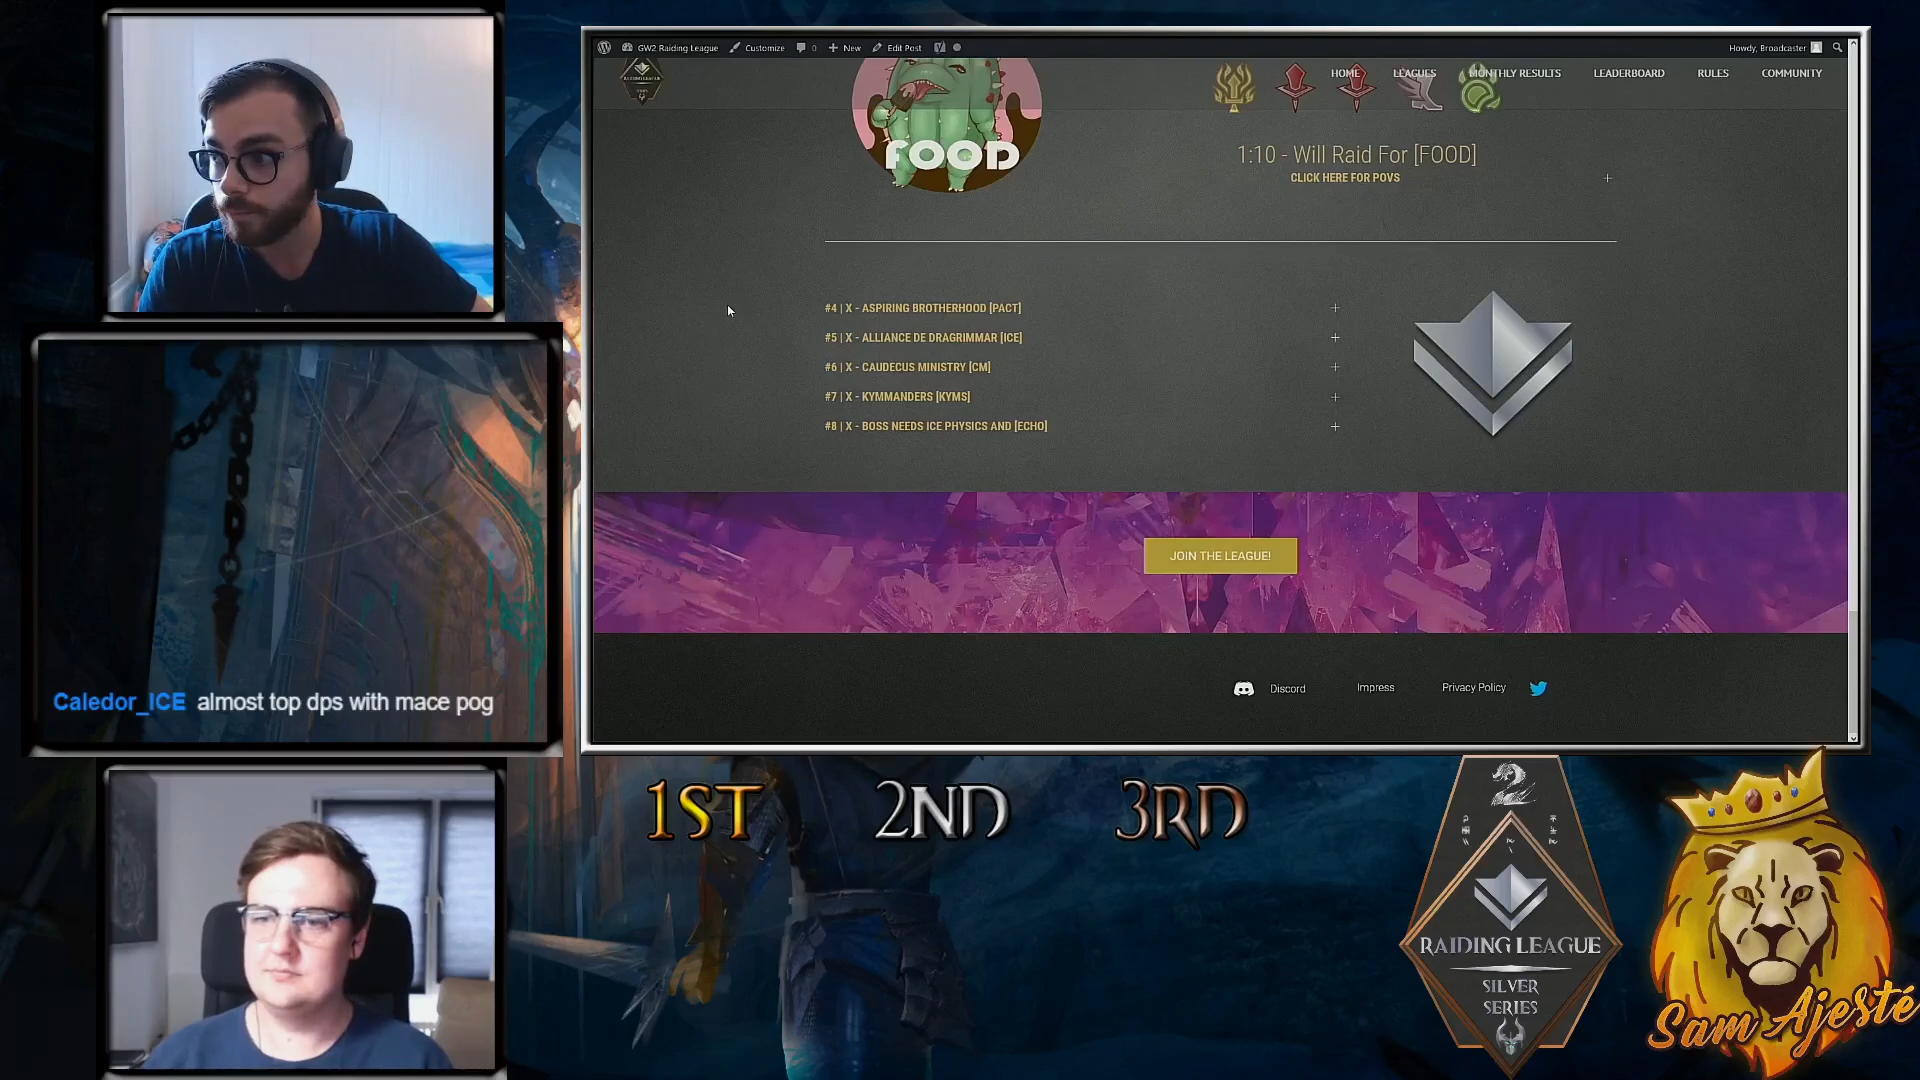 GW2 Raiding League
Customize
0
New
Edit Post
Howdy, Broadcaster
HOME
LEAGUES
MONTHLY RESULTS
LEADERBOARD
RULES
COMMUNITY
FOOD
1:10 - Will Raid For [FOOD]
CLICK HERE FOR POVS
#4 | X - ASPIRING BROTHERHOOD [PACT]
#5 | X - ALLIANCE DE DRAGRIMMAR [ICE]
#6 | X - CAUDECUS MINISTRY [CM]
#7 | X - KYMMANDERS [KYMS]
#8 | X - BOSS NEEDS ICE PHYSICS AND [ECHO]
JOIN THE LEAGUE!
Discord
Impress
Privacy Policy
Caledor_ICE almost top dps with mace pog
1ST
2ND
3RD
RAIDING LEAGUE
SILVER
SERIES
Sam Ajesté